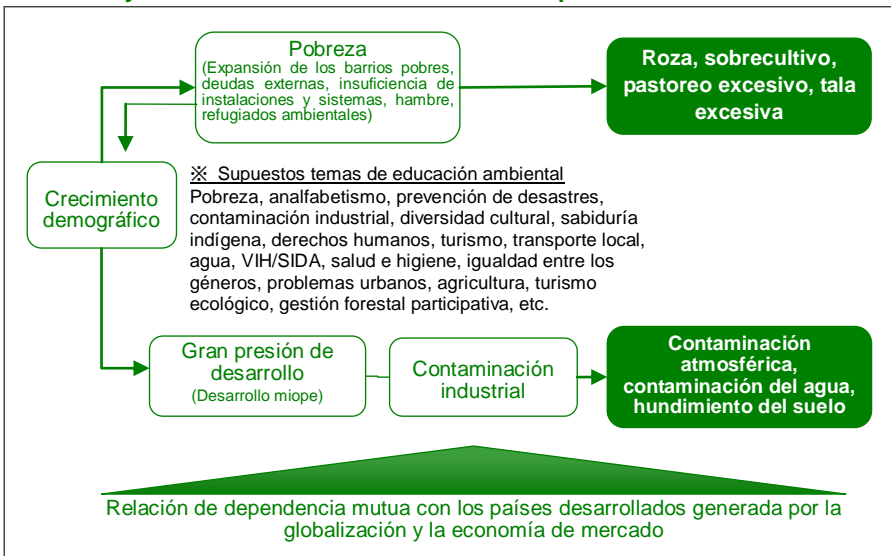 Pobreza
(Expansión de los barrios pobres,
deudas externas, insuficiencia de
instalaciones y sistemas, hambre,
refugiados ambientales)
Roza, sobrecultivo,
pastoreo excesivo, tala
excesiva
Crecimiento
demográfico
※ Supuestos temas de educación ambiental
Pobreza, analfabetismo, prevención de desastres,
contaminación industrial, diversidad cultural, sabiduría
indígena, derechos humanos, turismo, transporte local,
agua, VIH/SIDA, salud e higiene, igualdad entre los
géneros, problemas urbanos, agricultura, turismo
ecológico, gestión forestal participativa, etc.
Gran presión de
desarrollo
(Desarrollo miope)
Contaminación
industrial
Contaminación
atmosférica,
contaminación del agua,
hundimiento del suelo
Relación de dependencia mutua con los países desarrollados generada por la
globalización y la economía de mercado